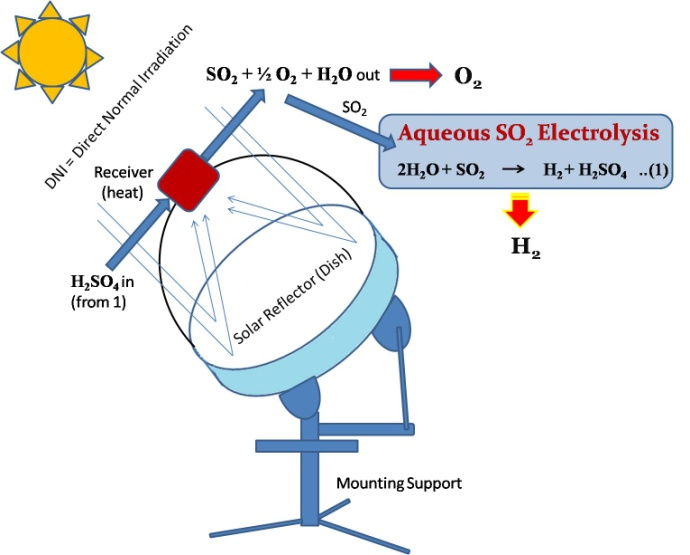 DNI = Direct Normal Irradiation
SO₂ + ½ O₂ + H₂O out
O₂
SO₂
Aqueous SO₂ Electrolysis
2H₂O + SO₂ → H₂ + H₂SO₄ ..(1)
H₂
Receiver
(heat)
H₂SO₄ in
(from 1)
Solar Reflector (Dish)
Mounting Support